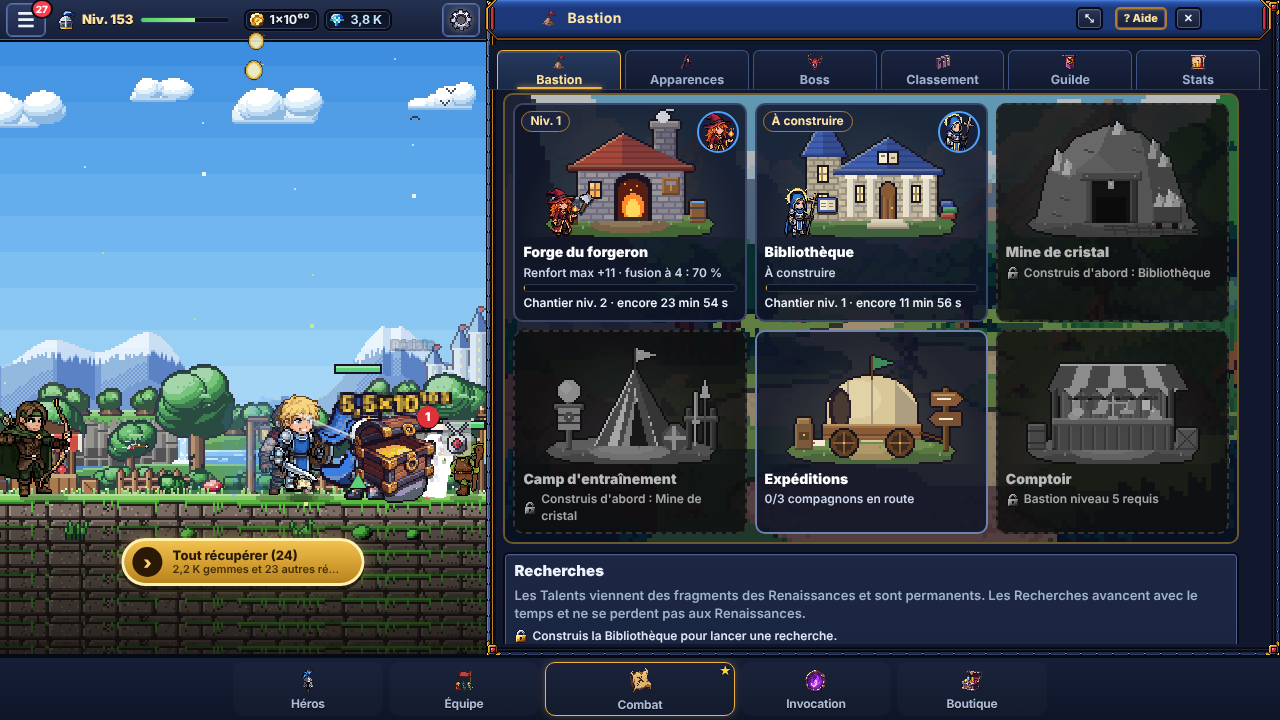 27
Niv. 153
1×10⁶⁰
3,8 K
Bastion
? Aide
Bastion
Apparences
Boss
Classement
Guilde
Stats
Niv. 1
Forge du forgeron
Renfort max +11 · fusion à 4 : 70 %
Chantier niv. 2 · encore 23 min 54 s
À construire
Bibliothèque
À construire
Chantier niv. 1 · encore 11 min 56 s
Mine de cristal
Construis d'abord : Bibliothèque
Camp d'entraînement
Construis d'abord : Mine de
cristal
Expéditions
0/3 compagnons en route
Comptoir
Bastion niveau 5 requis
1
Tout récupérer (24)
2,2 K gemmes et 23 autres ré…
Recherches
Les Talents viennent des fragments des Renaissances et sont permanents. Les Recherches avancent avec le
temps et ne se perdent pas aux Renaissances.
Construis la Bibliothèque pour lancer une recherche.
Héros
Équipe
Combat
Invocation
Boutique